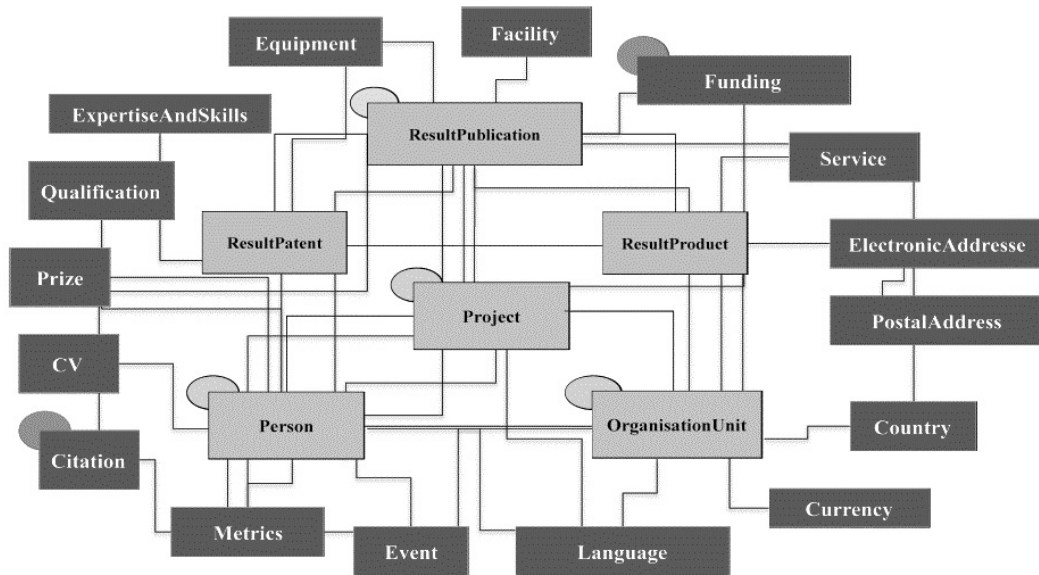 Facility
Equipment
Funding
ExpertiseAndSkills
ResultPublication
Service
Qualification
ResultPatent
ResultProduct
ElectronicAddresse
Prize
Project
PostalAddress
CV
Person
OrganisationUnit
Country
Citation
Currency
Metrics
Event
Language